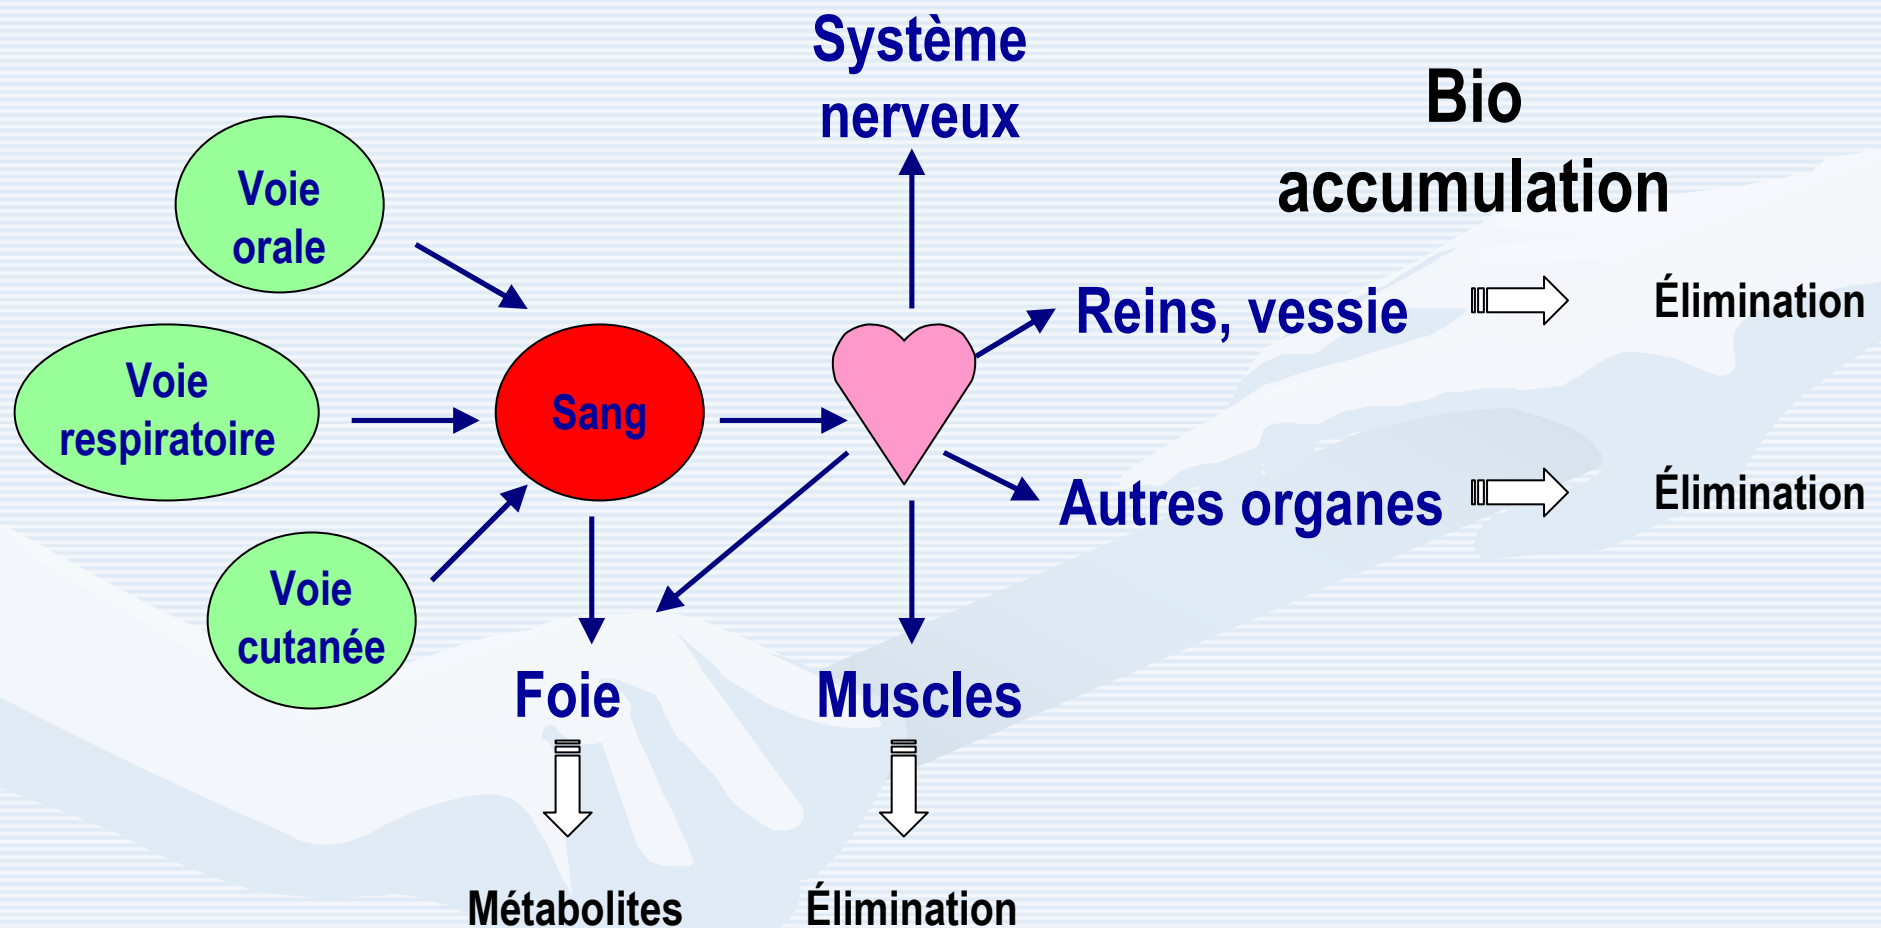 Système
nerveux
Bio
accumulation
Voie
orale
Reins, vessie
Élimination
Voie
respiratoire
Sang
Autres organes
Élimination
Voie
cutanée
Foie
Muscles
Métabolites
Élimination